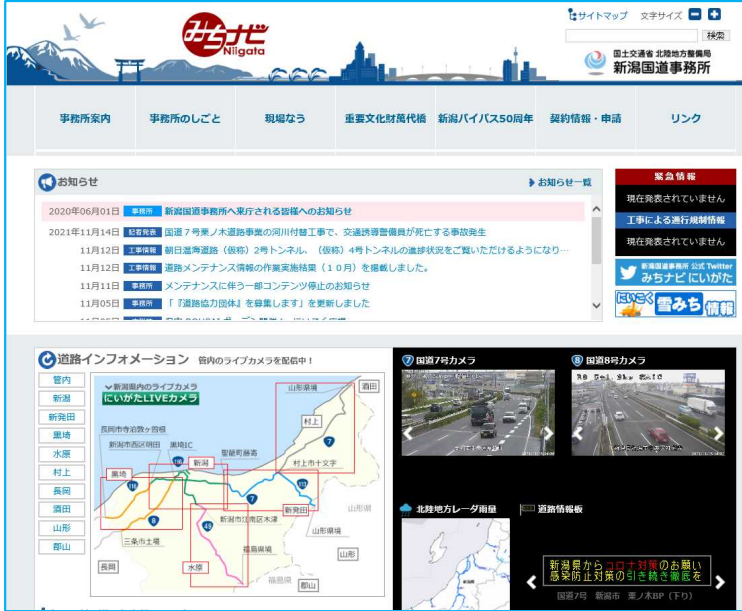 サイトマップ 文字サイズ
みちナビ
Niigata
検索
国土交通省 北陸地方整備局
新潟国道事務所
事務所案内 事務所のしごと 現場なう 重要文化財萬代橋 新潟バイパス50周年 契約情報・申請 リンク
お知らせ
お知らせ一覧
2020年06月01日 事務所 新潟国道事務所へ来庁される皆様へのお知らせ
2021年11月14日 記者発表 国道7号栗ノ木道路事業の河川付替工事で、交通誘導警備員が死亡する事故発生
11月12日 工事情報 朝日温海道路(仮称)2号トンネル、(仮称)4号トンネルの進捗状況をご覧いただけるようになり…
11月12日 工事情報 道路メンテナンス情報の作業実施結果(10月)を掲載しました。
11月11日 事務所 メンテナンスに伴う一部コンテンツ停止のお知らせ
11月05日 事務所 「『道路協力団体』を募集します」を更新しました
緊急情報
現在発表されていません
工事による通行規制情報
現在発表されていません
新潟国道事務所 公式Twitter
みちナビにいがた
にいがく 雪みち 情報
道路インフォメーション 管内のライブカメラを配信中!
管内
新潟
新発田
黒埼
水原
村上
長岡
酒田
山形
郡山
新潟県内のライブカメラ
にいがたLIVEカメラ
山形県境
酒田
村上
7
長岡市寺泊敦ヶ曽根
新潟市西区明田
黒埼IC
聖籠町藤寄
村上市十文字
新潟
黒埼
116
113
7
新発田
8
49
新潟市江南区木津
山形県
山形県境
三条市土場
福島県境
山形
長岡
水原
福島県
郡山
7 国道7号カメラ
8 国道8号カメラ
北陸地方レーダ雨量
道路情報板
新潟県からコロナ対策のお願い
感染防止対策の引き続き徹底を
国道7号 新潟市 栗ノ木BP(下り)